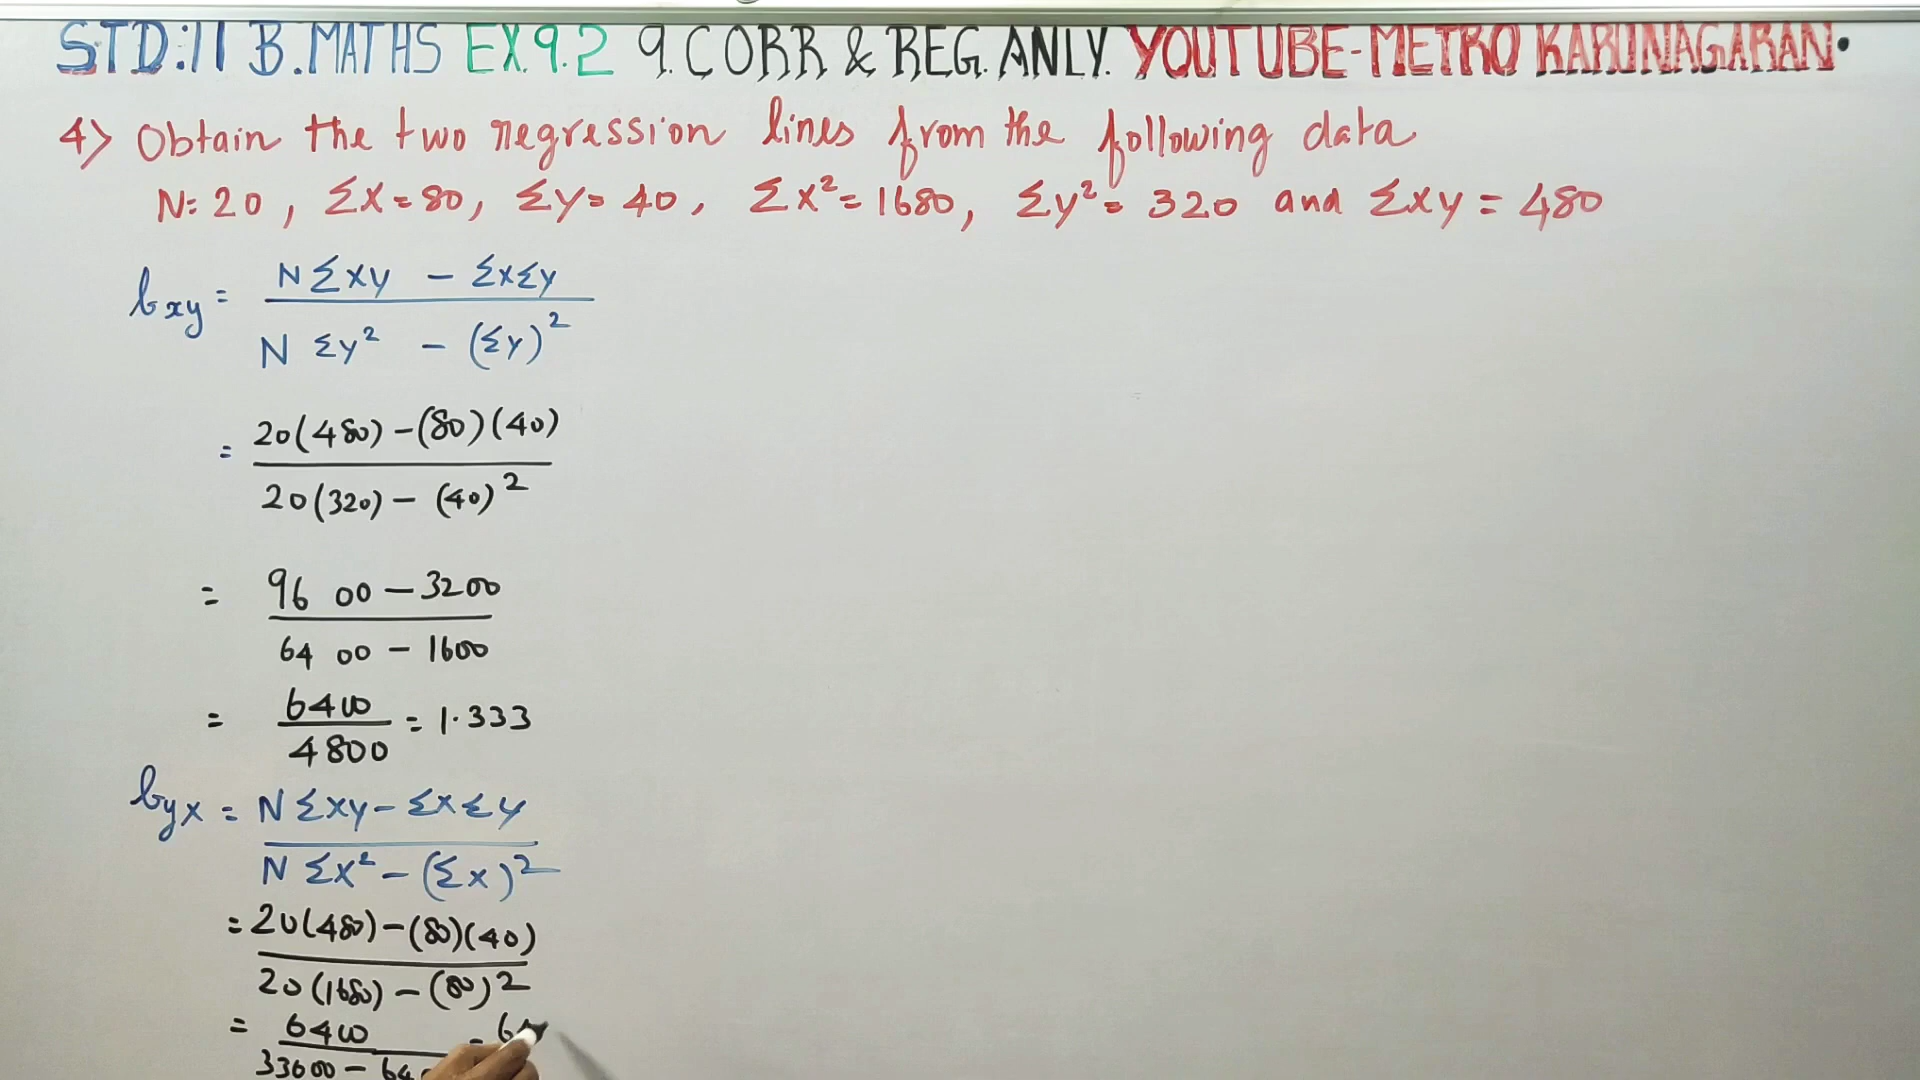 STD:11 B.MATHS EX.9.2 9.CORR & REG.ANLY. YOUTUBE-METRO KARUNAGARAN.
4) Obtain the two regression lines from the following data
N=20, Σx=80, Σy=40, Σx²=1680, Σy²=320 and Σxy=480
bxy = NΣxy - ΣxΣy
NΣy² - (Σy)²
= 20(480)-(80)(40)
20(320)-(40)²
= 9600-3200
6400-1600
= 6400
4800
= 1.333
byx = NΣxy-ΣxΣy
NΣx²-(Σx)²
= 20(480)-(80)(40)
20(1680)-(80)²
= 6400
33600-